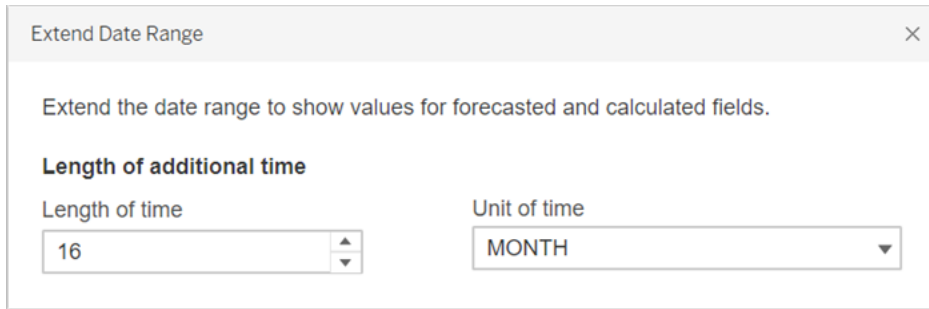 Extend Date Range
Extend the date range to show values for forecasted and calculated fields.
Length of additional time
Length of time
Unit of time
16
MONTH